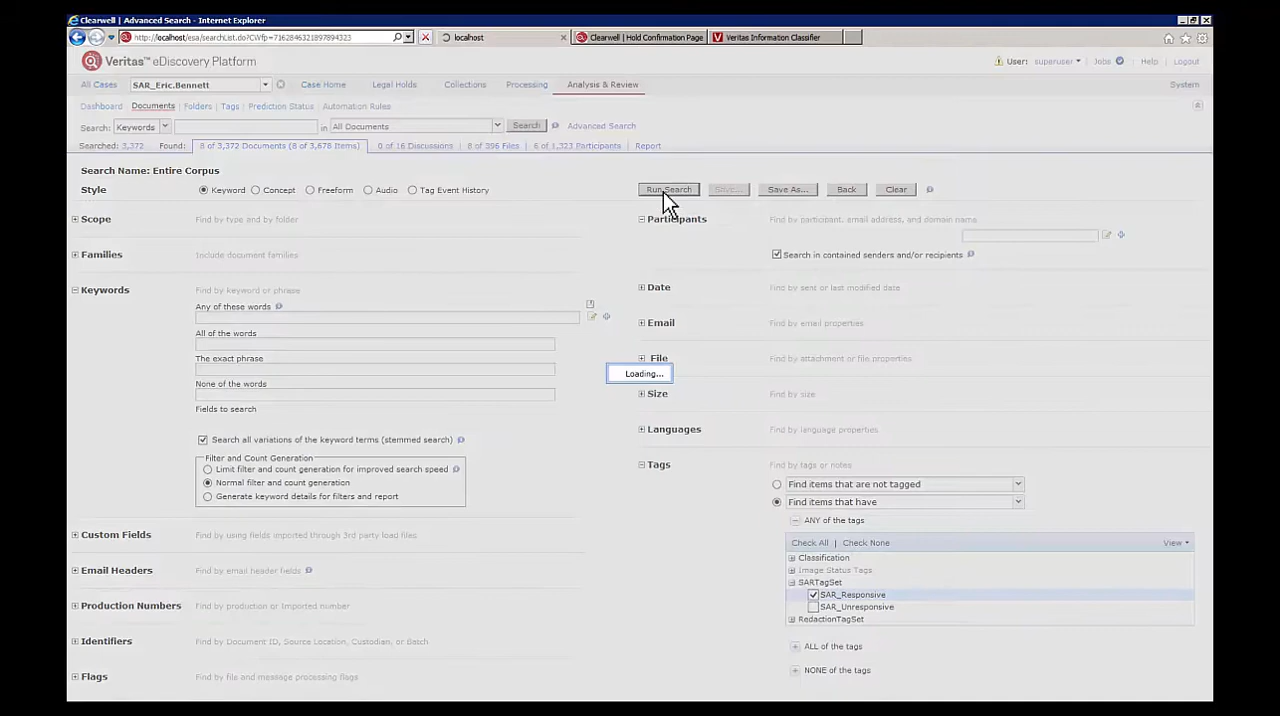 Clearwell | Advanced Search - Internet Explorer
http://localhost/esa/searchList.do?CWfp=7162846321897894323
localhost
Clearwell | Hold Confirmation Page
Veritas Information Classifier
Veritas™ eDiscovery Platform
User: superuser
Jobs
Help
Logout
All Cases
SAR_Eric.Bennett
Case Home
Legal Holds
Collections
Processing
Analysis & Review
System
Dashboard
Documents
Folders
Tags
Prediction Status
Automation Rules
Search: Keywords in All Documents Search Advanced Search
Searched: 3,372 Found: 8 of 3,372 Documents (8 of 3,678 Items) 0 of 16 Discussions 8 of 396 Files 6 of 1,323 Participants Report
Search Name: Entire Corpus
Style Keyword Concept Freeform Audio Tag Event History
Run Search Save... Save As... Back Clear
Scope Find by type and by folder
Families Include document families
Keywords Find by keyword or phrase
Any of these words
All of the words
The exact phrase
None of the words
Fields to search
Search all variations of the keyword terms (stemmed search)
Filter and Count Generation
Limit filter and count generation for improved search speed
Normal filter and count generation
Generate keyword details for filters and report
Custom Fields Find by using fields imported through 3rd party load files
Email Headers Find by email header fields
Production Numbers Find by production or Imported number
Identifiers Find by Document ID, Source Location, Custodian, or Batch
Flags Find by file and message processing flags
Participants Find by participant, email address, and domain name
Search in contained senders and/or recipients
Date Find by sent or last modified date
Email Find by email properties
File Find by attachment or file properties
Loading...
Size Find by size
Languages Find by language properties
Tags Find by tags or notes
Find items that are not tagged
Find items that have
ANY of the tags
Check All | Check None View
Classification
Image Status Tags
SARTagSet
SAR_Responsive
SAR_Unresponsive
RedactionTagSet
ALL of the tags
NONE of the tags